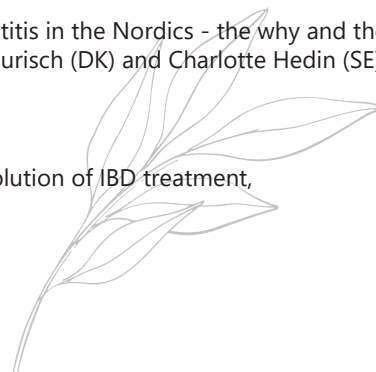 titis in the Nordics - the why and the
urisch (DK) and Charlotte Hedin (SE)
olution of IBD treatment,